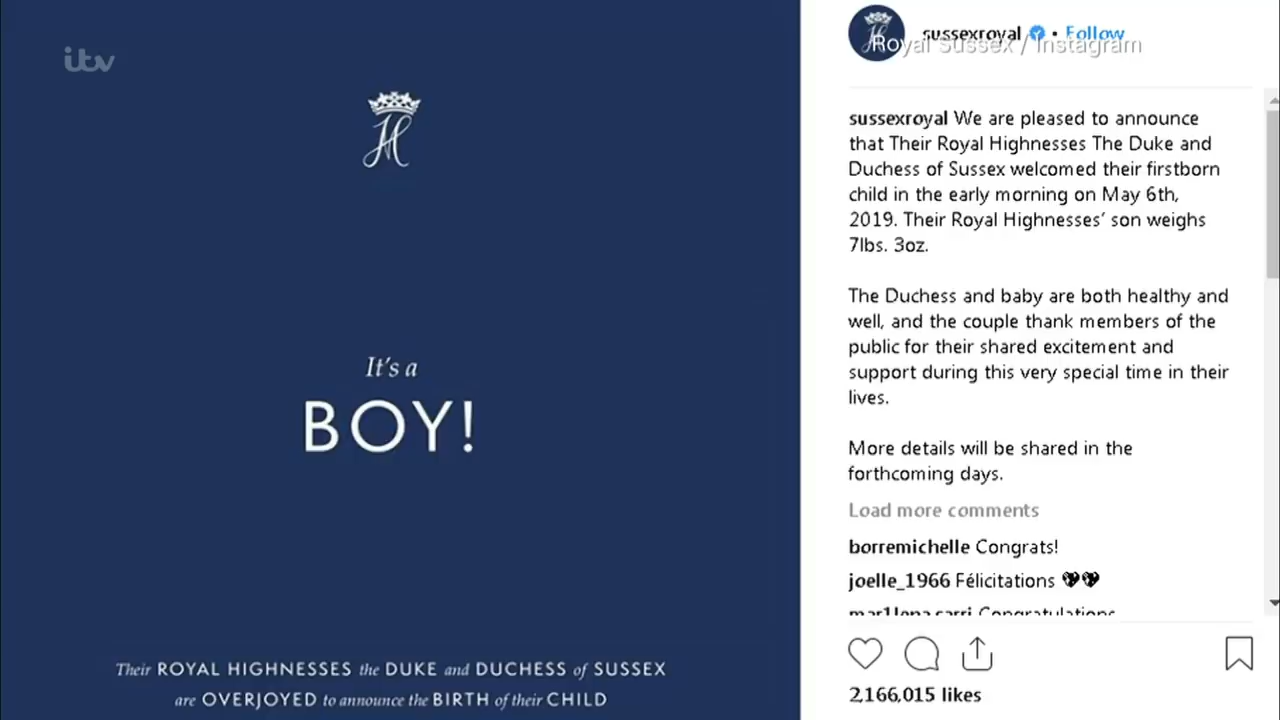 itv
H
It's a
BOY!
Their ROYAL HIGHNESSES the DUKE and DUCHESS of SUSSEX
are OVERJOYED to announce the BIRTH of their CHILD
sussexroyal • Follow
Royal Sussex / Instagram
sussexroyal We are pleased to announce
that Their Royal Highnesses The Duke and
Duchess of Sussex welcomed their firstborn
child in the early morning on May 6th,
2019. Their Royal Highnesses’ son weighs
7lbs. 3oz.
The Duchess and baby are both healthy and
well, and the couple thank members of the
public for their shared excitement and
support during this very special time in their
lives.
More details will be shared in the
forthcoming days.
Load more comments
borremichelle Congrats!
joelle_1966 Félicitations
Congratulations
2,166,015 likes